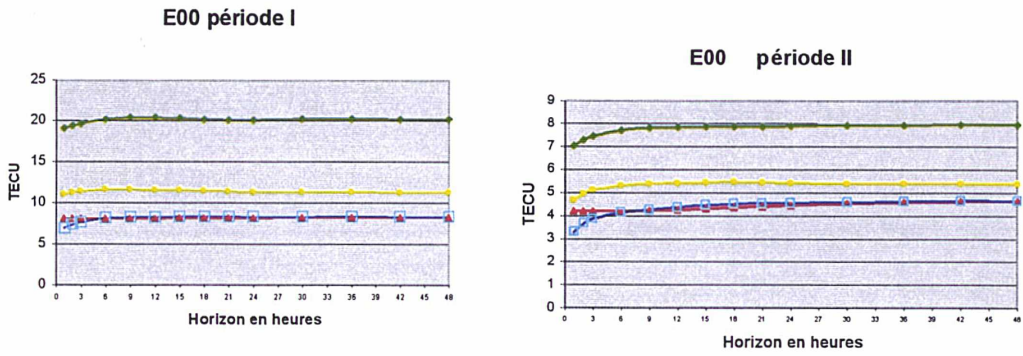 E00 période I
TECU
25
20
15
10
5
0
0 3 6 9 12 15 18 21 24 27 30 33 36 39 42 45 48
Horizon en heures
E00 période II
TECU
9
8
7
6
5
4
3
2
1
0
0 3 6 9 12 15 18 21 24 27 30 33 36 39 42 45 48
Horizon en heures